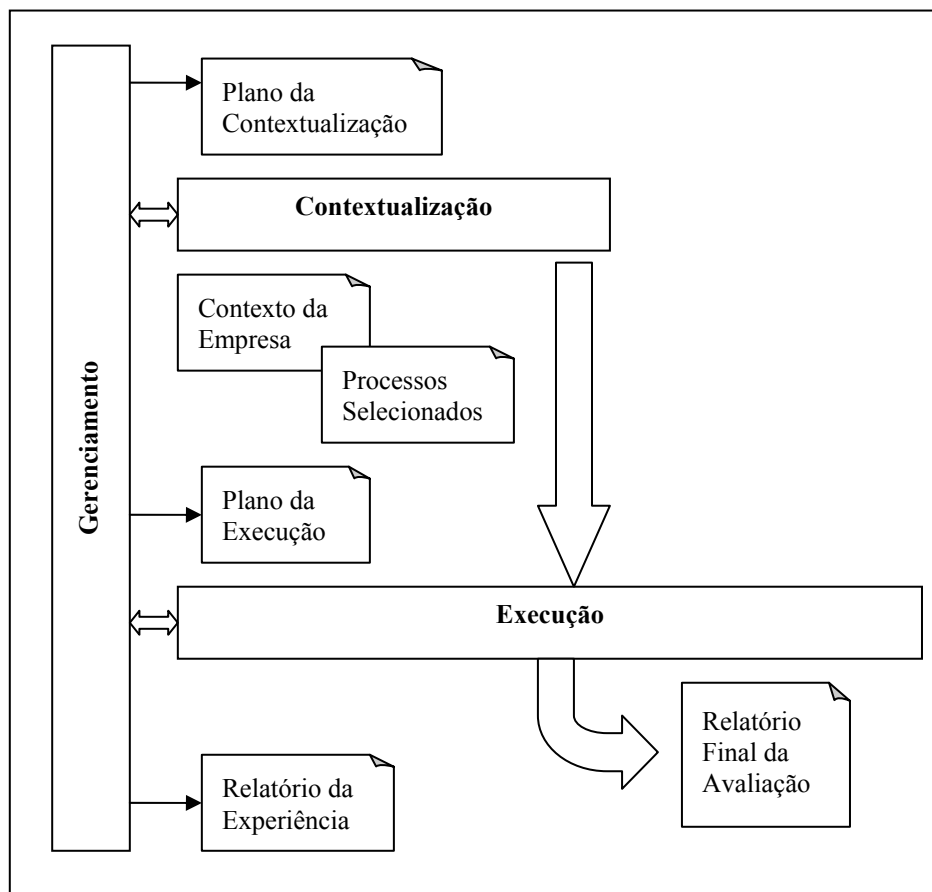 Plano da
Contextualização
Contextualização
Contexto da
Empresa
Processos
Selecionados
Gerenciamento
Plano da
Execução
Execução
Relatório
Final da
Avaliação
Relatório da
Experiência